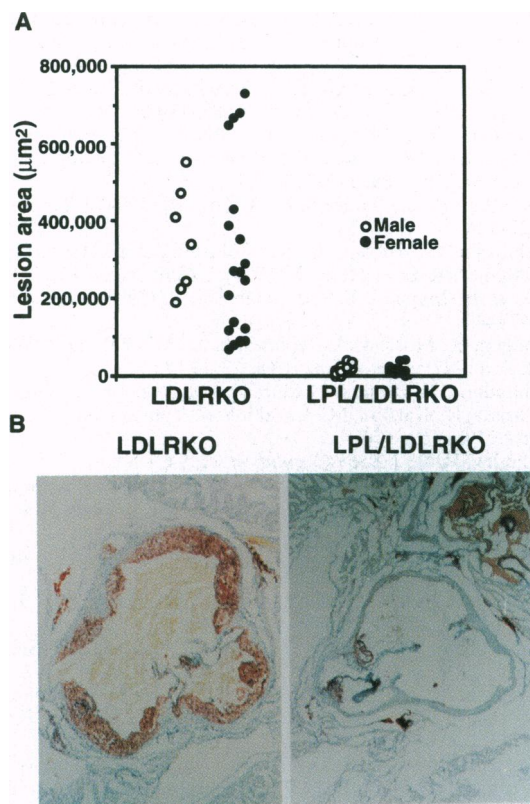 A
Lesion area (µm²)
800,000
600,000
400,000
200,000
0
Male
Female
LDLRKO
LPL/LDLRKO
B
LDLRKO
LPL/LDLRKO